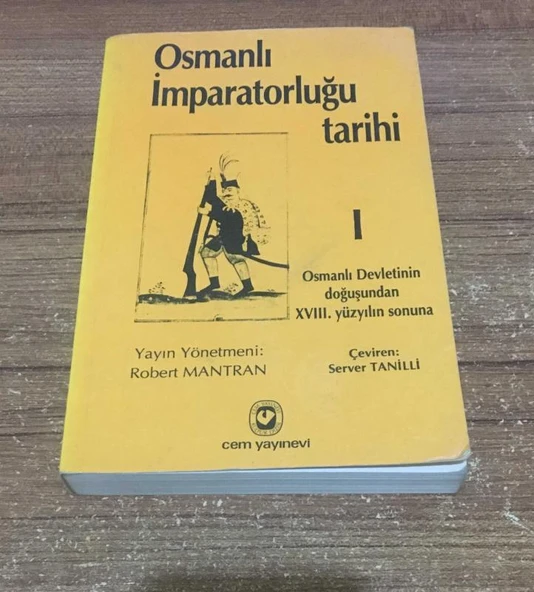 Osmanlı
İmparatorluğu
tarihi
I
Osmanlı Devletinin
doğuşundan
XVIII. yüzyılın sonuna
Yayın Yönetmeni:
Robert MANTRAN
Çeviren:
Server TANİLLİ
cem yayınevi